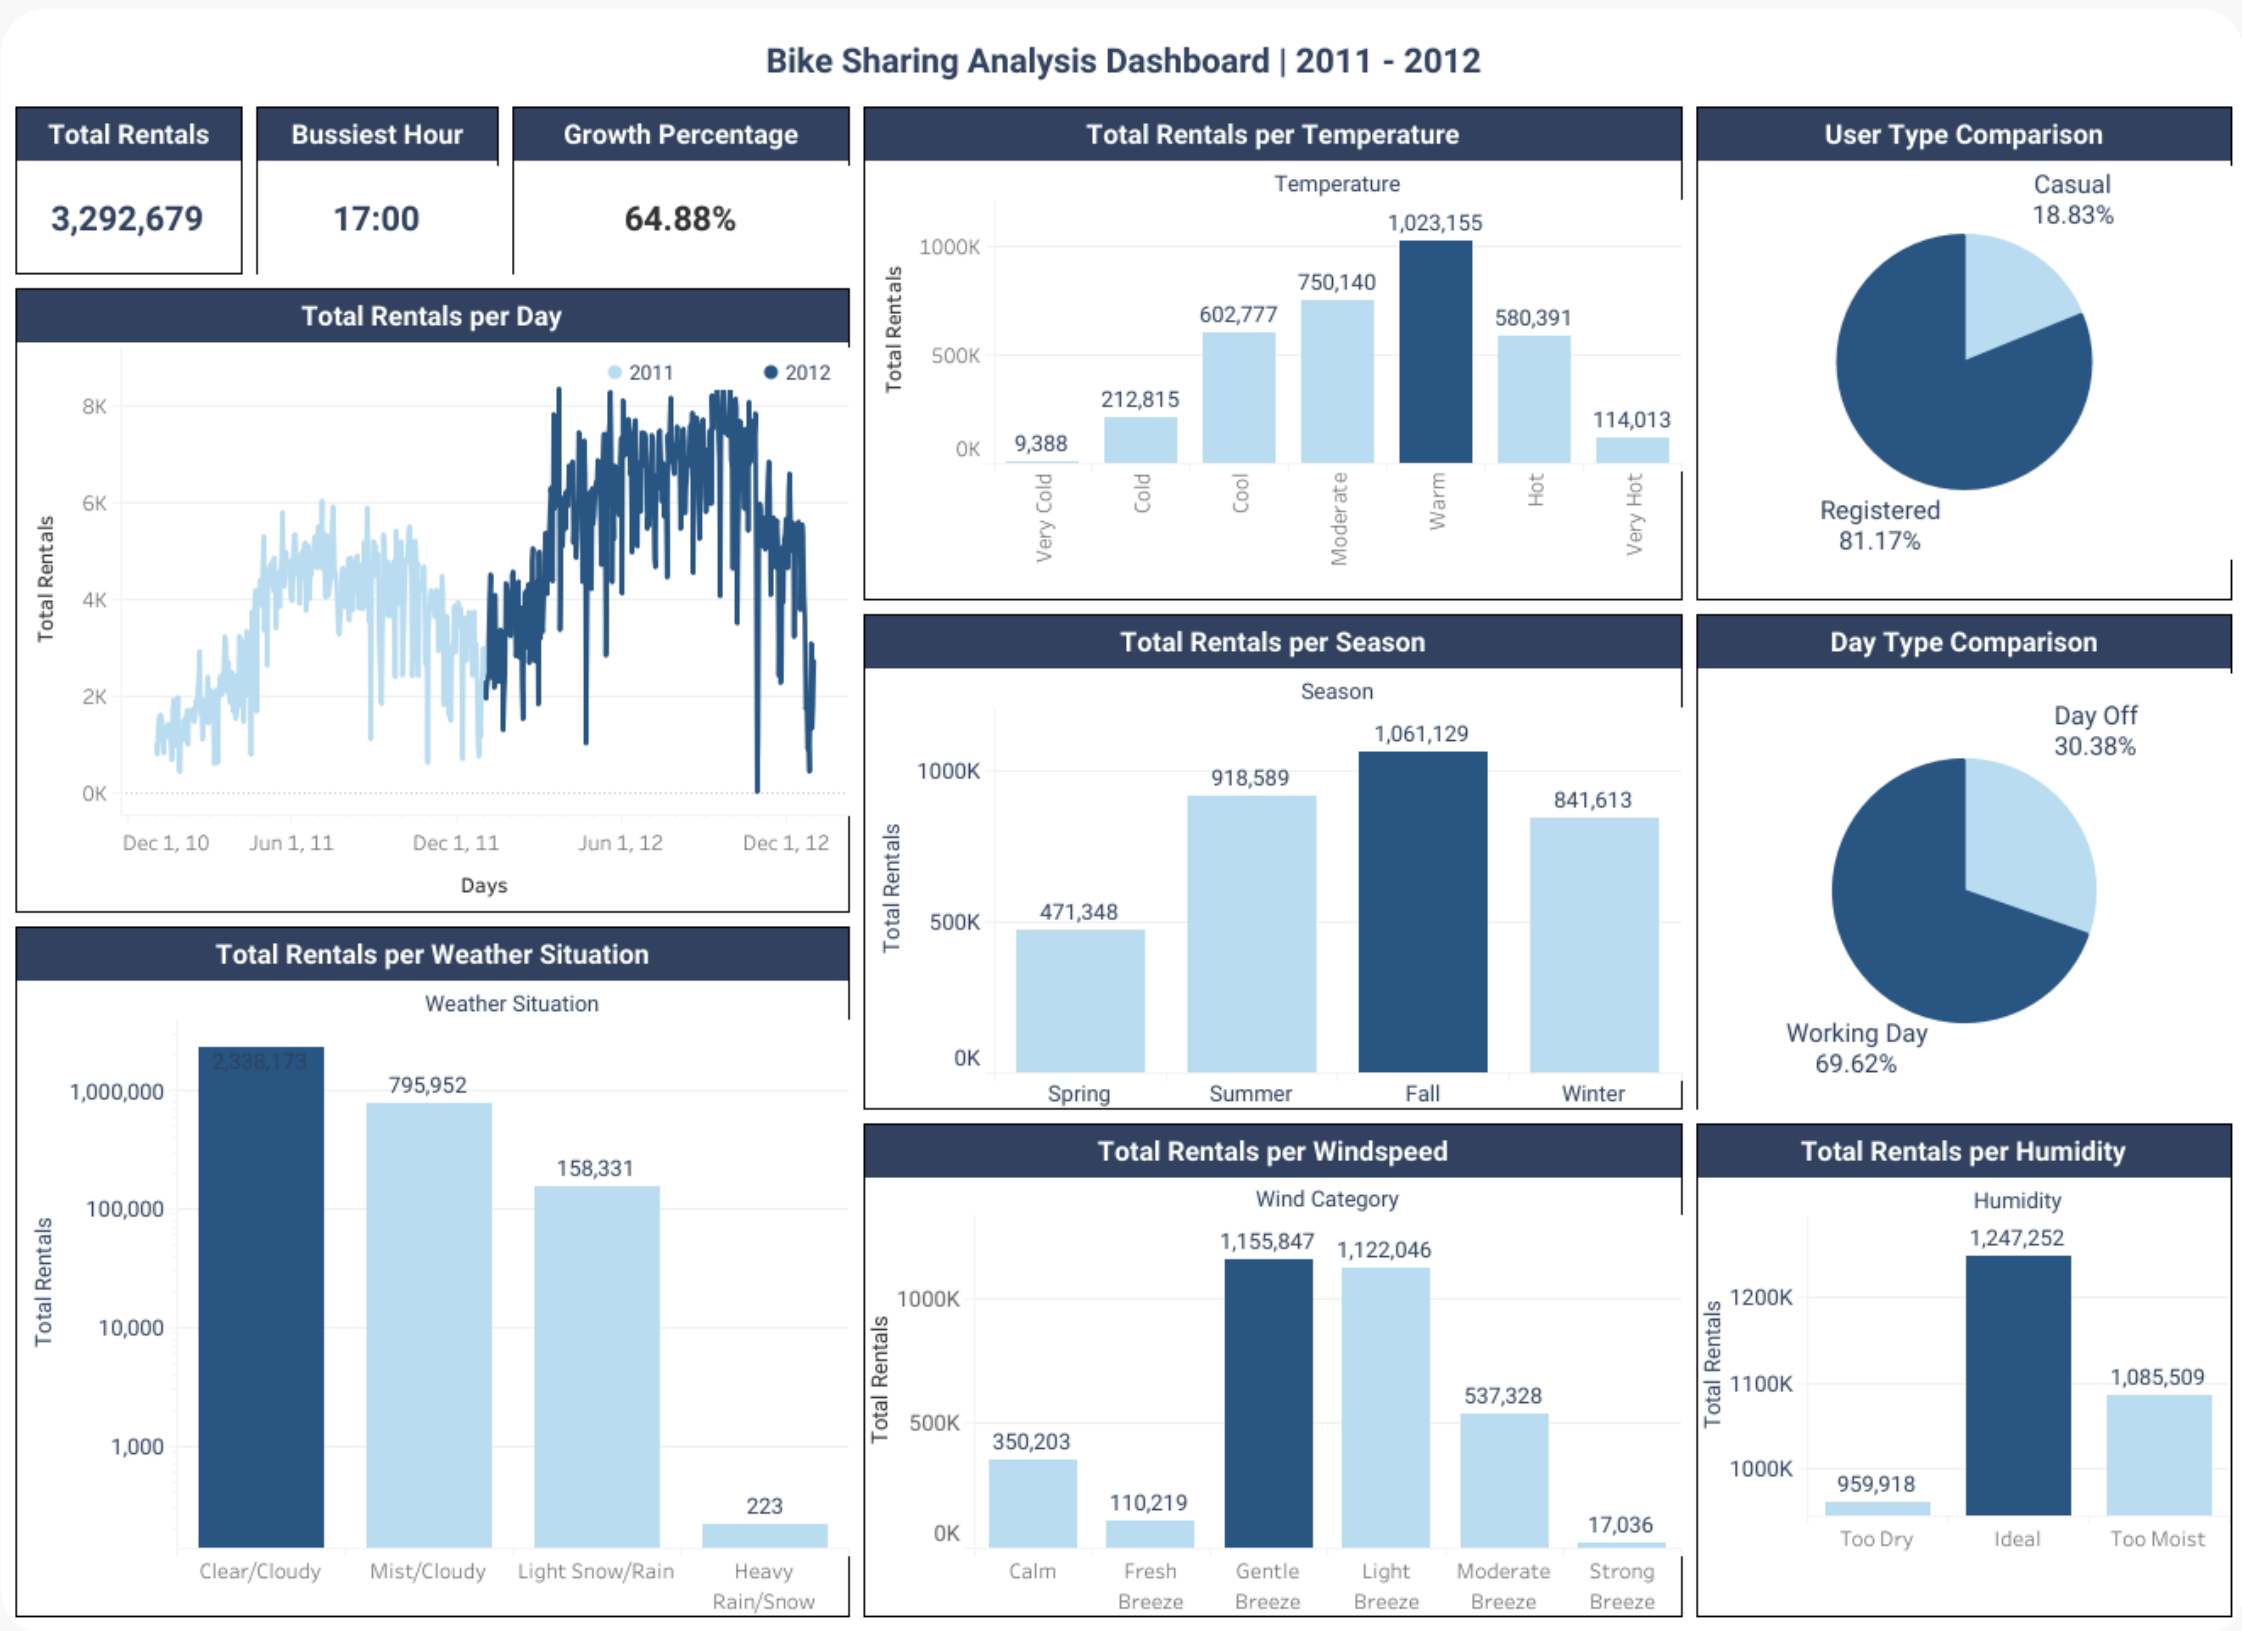 Bike Sharing Analysis Dashboard | 2011 - 2012
Total Rentals
3,292,679
Bussiest Hour
17:00
Growth Percentage
64.88%
Total Rentals per Day
2011
2012
Total Rentals
8K
6K
4K
2K
0K
Dec 1, 10
Jun 1, 11
Dec 1, 11
Jun 1, 12
Dec 1, 12
Days
Total Rentals per Weather Situation
Weather Situation
Total Rentals
1,000,000
100,000
10,000
1,000
2,338,173
795,952
158,331
223
Clear/Cloudy
Mist/Cloudy
Light Snow/Rain
Heavy
Rain/Snow
Total Rentals per Temperature
Temperature
Total Rentals
1000K
500K
0K
9,388
212,815
602,777
750,140
1,023,155
580,391
114,013
Very Cold
Cold
Cool
Moderate
Warm
Hot
Very Hot
Total Rentals per Season
Season
Total Rentals
1000K
500K
0K
471,348
918,589
1,061,129
841,613
Spring
Summer
Fall
Winter
Total Rentals per Windspeed
Wind Category
Total Rentals
1000K
500K
0K
350,203
110,219
1,155,847
1,122,046
537,328
17,036
Calm
Fresh
Breeze
Gentle
Breeze
Light
Breeze
Moderate
Breeze
Strong
Breeze
User Type Comparison
Casual
18.83%
Registered
81.17%
Day Type Comparison
Day Off
30.38%
Working Day
69.62%
Total Rentals per Humidity
Humidity
Total Rentals
1200K
1100K
1000K
959,918
1,247,252
1,085,509
Too Dry
Ideal
Too Moist